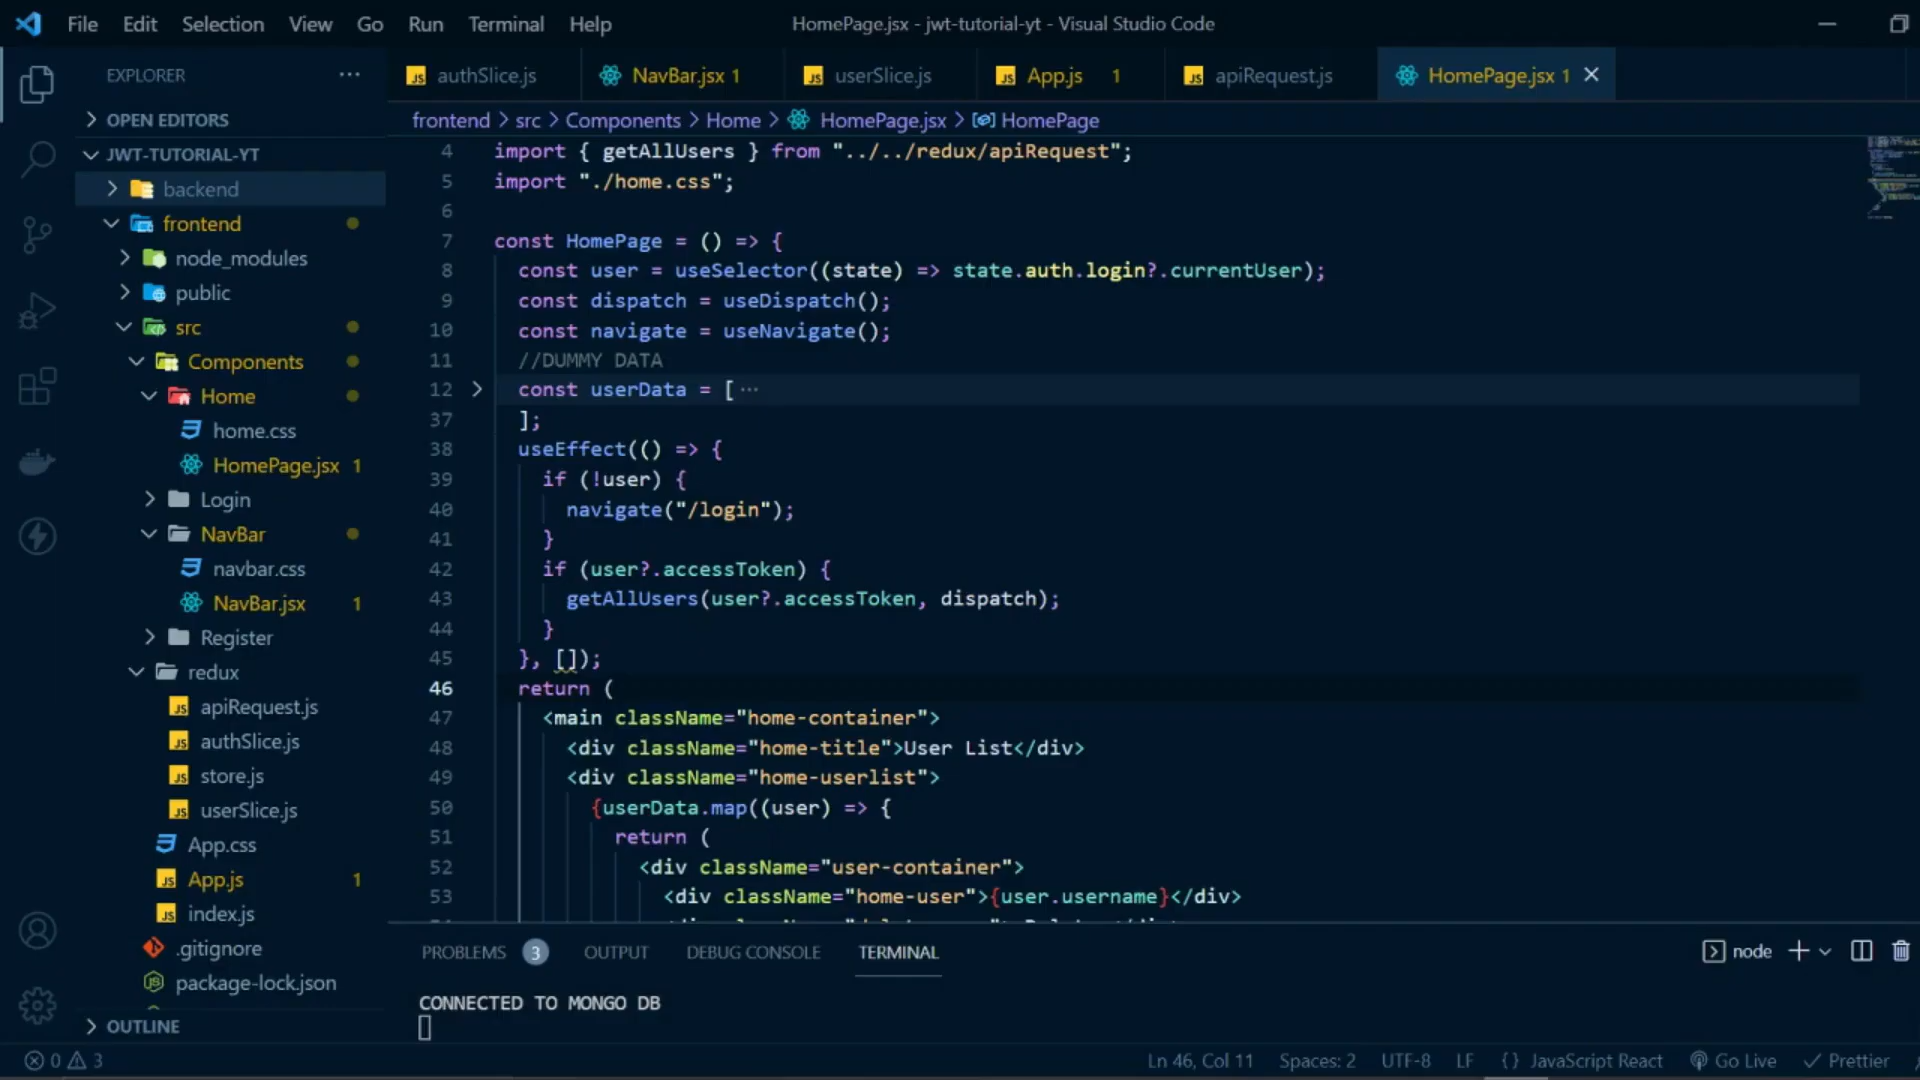 File Edit Selection View Go Run Terminal Help
HomePage.jsx - jwt-tutorial-yt - Visual Studio Code
EXPLORER
OPEN EDITORS
JWT-TUTORIAL-YT
backend
frontend
node_modules
public
src
Components
Home
home.css
HomePage.jsx 1
Login
NavBar
navbar.css
NavBar.jsx 1
Register
redux
apiRequest.js
authSlice.js
store.js
userSlice.js
App.css
App.js 1
index.js
.gitignore
package-lock.json
OUTLINE
authSlice.js NavBar.jsx 1 userSlice.js App.js 1 apiRequest.js HomePage.jsx 1
frontend > src > Components > Home > HomePage.jsx > HomePage
4 import { getAllUsers } from "../../redux/apiRequest";
5 import "./home.css";
6
7 const HomePage = () => {
8 const user = useSelector((state) => state.auth.login?.currentUser);
9 const dispatch = useDispatch();
10 const navigate = useNavigate();
11 //DUMMY DATA
12 const userData = [ ···
37 ];
38 useEffect(() => {
39 if (!user) {
40 navigate("/login");
41 }
42 if (user?.accessToken) {
43 getAllUsers(user?.accessToken, dispatch);
44 }
45 }, []);
46 return (
47 <main className="home-container">
48 <div className="home-title">User List</div>
49 <div className="home-userlist">
50 {userData.map((user) => {
51 return (
52 <div className="user-container">
53 <div className="home-user">{user.username}</div>
PROBLEMS 3 OUTPUT DEBUG CONSOLE TERMINAL
node
CONNECTED TO MONGO DB
0 3
Ln 46, Col 11 Spaces: 2 UTF-8 LF {} JavaScript React Go Live Prettier